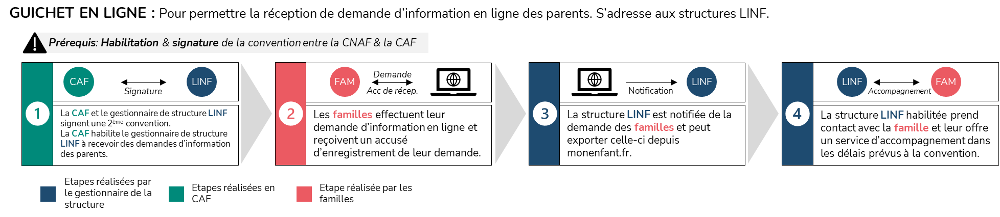 GUICHET EN LIGNE : Pour permettre la réception de demande d’information en ligne des parents. S’adresse aux structures LINF.
Prérequis: Habilitation & signature de la convention entre la CNAF & la CAF
1
CAF
Signature
LINF
La CAF et le gestionnaire de structure LINF
signent une 2ème convention.
La CAF habilite le gestionnaire de structure
LINF à recevoir des demandes d’information
des parents.
2
FAM
Demande
Acc de récep.
Les familles effectuent leur
demande d’information en ligne et
reçoivent un accusé
d’enregistrement de leur demande.
3
Notification
LINF
La structure LINF est notifiée de la
demande des familles et peut
exporter celle-ci depuis
monenfant.fr.
4
LINF
Accompagnement
FAM
La structure LINF habilitée prend
contact avec la famille et leur offre
un service d’accompagnement dans
les délais prévus à la convention.
Etapes réalisées par
le gestionnaire de la
structure
Etapes réalisées en
CAF
Etape réalisée par les
familles